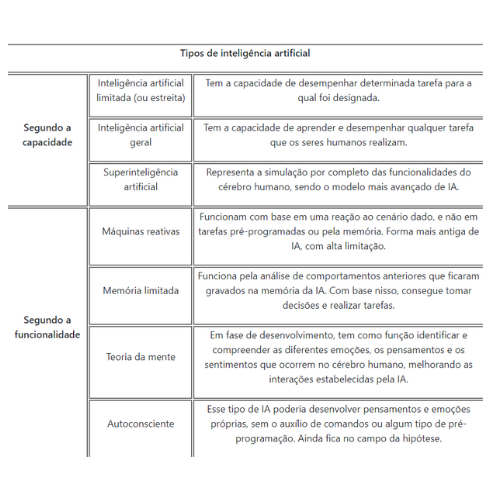 Tipos de inteligência artificial
Segundo a
capacidade
Inteligência artificial
limitada (ou estreita)
Tem a capacidade de desempenhar determinada tarefa para a
qual foi designada.
Inteligência artificial
geral
Tem a capacidade de aprender e desempenhar qualquer tarefa
que os seres humanos realizam.
Superinteligência
artificial
Representa a simulação por completo das funcionalidades do
cérebro humano, sendo o modelo mais avançado de IA.
Segundo a
funcionalidade
Máquinas reativas
Funcionam com base em uma reação ao cenário dado, e não em
tarefas pré-programadas ou pela memória. Forma mais antiga de
IA, com alta limitação.
Memória limitada
Funciona pela análise de comportamentos anteriores que ficaram
gravados na memória da IA. Com base nisso, consegue tomar
decisões e realizar tarefas.
Teoria da mente
Em fase de desenvolvimento, tem como função identificar e
compreender as diferentes emoções, os pensamentos e os
sentimentos que ocorrem no cérebro humano, melhorando as
interações estabelecidas pela IA.
Autoconsciente
Esse tipo de IA poderia desenvolver pensamentos e emoções
próprias, sem o auxílio de comandos ou algum tipo de pré-
programação. Ainda fica no campo da hipótese.